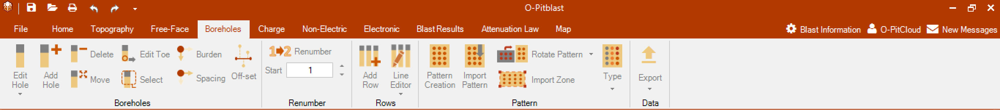 O-Pitblast
File Home Topography Free-Face Boreholes Charge Non-Electric Electronic Blast Results Attenuation Law Map Blast Information O-PitCloud New Messages
Edit Hole
Add Hole
Delete
Move
Edit Toe
Select
Burden
Spacing
Off-set
Boreholes
1 2 Renumber
Start 1
Renumber
Add Row
Line Editor
Rows
Pattern Creation
Import Pattern
Rotate Pattern
Import Zone
Type
Pattern
Export
Data